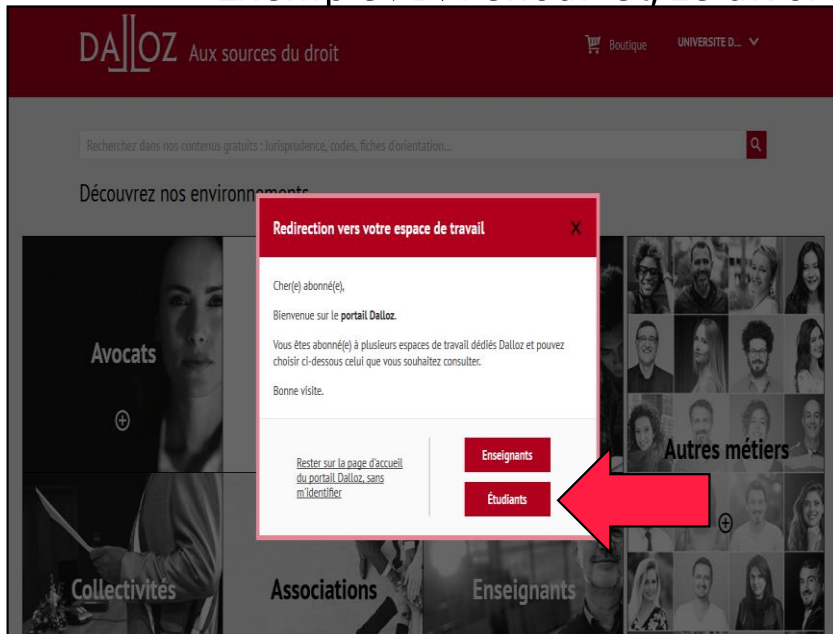 DALLOZ Aux sources du droit
Boutique
UNIVERSITE D...
Recherchez dans nos contenus gratuits : Jurisprudence, codes, fiches d'orientation...
Redirection vers votre espace de travail X
Cher(e) abonné(e),
Bienvenue sur le portail Dalloz.
Vous êtes abonné(e) à plusieurs espaces de travail dédiés Dalloz et pouvez
choisir ci-dessous celui que vous souhaitez consulter.
Bonne visite.
Rester sur la page d'accueil
du portail Dalloz, sans
m'identifier
Enseignants
Étudiants
Découvrez nos
Avocats
Autres métiers
Collectivités
Associations
Enseignants